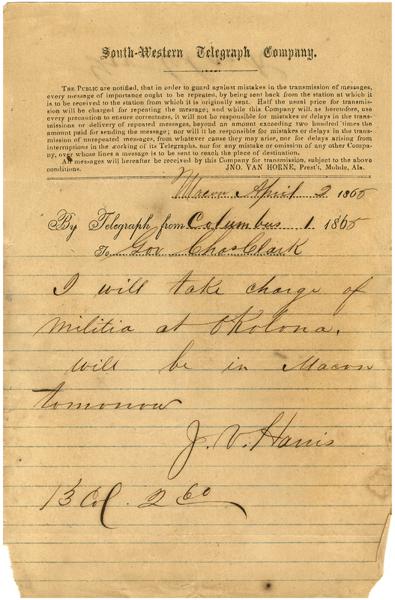 South-Western Telegraph Company.
THE PUBLIC are notified, that in order to guard against mistakes in the transmission of messages,
every message of importance ought to be repeated, by being sent back from the station at which it
is to be received to the station from which it is originally sent. Half the usual price for transmis-
sion will be charged for repeating the message; and while this Company will as heretofore, use
every precaution to ensure correctness, it will not be responsible for mistakes or delays in the trans-
missions or delivery of repeated messages, beyond an amount exceeding two hundred times the
amount paid for sending the message; nor will it be responsible for mistakes or delays in the transmission
of unrepeated messages, from whatever cause they may arise, nor for delays arising from
interruptions in the working of its Telegraphs, nor for any mistake or omission of any other Compa-
ny, over whose lines a message is to be sent to reach the place of destination.
All messages will hereafter be received by this Company for transmission, subject to the above
conditions. JNO. VAN HORNE, Pres't, Mobile, Ala.
Macon April 2 1865
By Telegraph from Columbus 1 1865
To Gov Chas Clark
I will take charge of
militia at Okolona.
will be in Macon
tomorrow
J. V. Harris
13 Col. 2 60